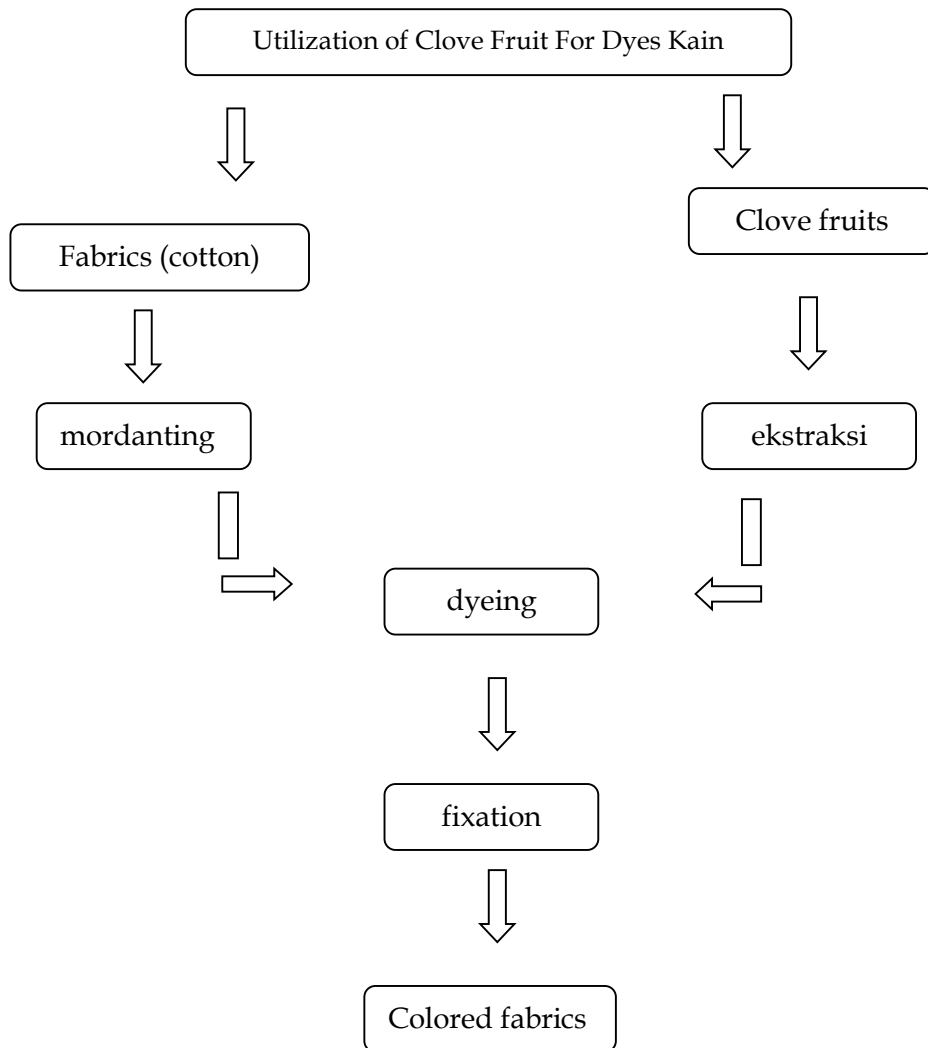 Utilization of Clove Fruit For Dyes Kain
Clove fruits
Fabrics (cotton)
mordanting
ekstraksi
dyeing
fixation
Colored fabrics